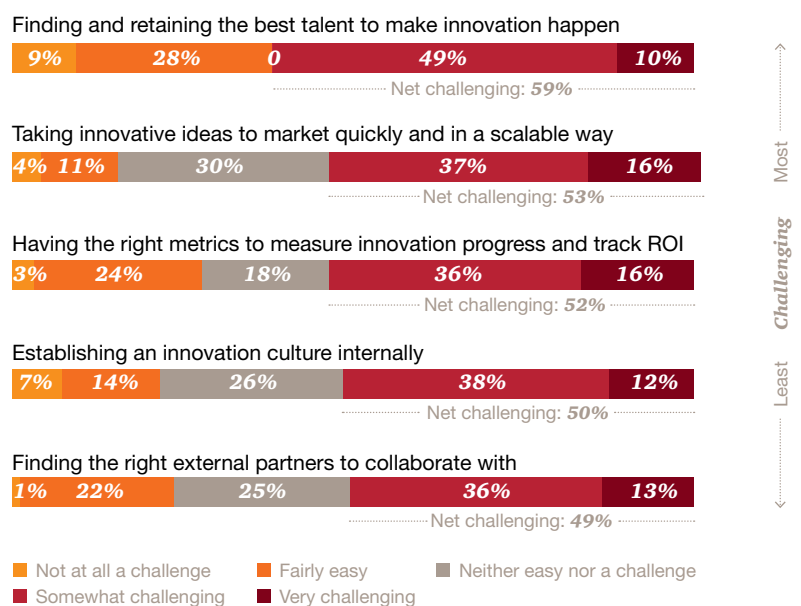 Finding and retaining the best talent to make innovation happen
9% 28% 0 49% 10%
Net challenging: 59%
Taking innovative ideas to market quickly and in a scalable way
4% 11% 30% 37% 16%
Net challenging: 53%
Having the right metrics to measure innovation progress and track ROI
3% 24% 18% 36% 16%
Net challenging: 52%
Establishing an innovation culture internally
7% 14% 26% 38% 12%
Net challenging: 50%
Finding the right external partners to collaborate with
1% 22% 25% 36% 13%
Net challenging: 49%
Most
Challenging
Least
Not at all a challenge Fairly easy Neither easy nor a challenge
Somewhat challenging Very challenging